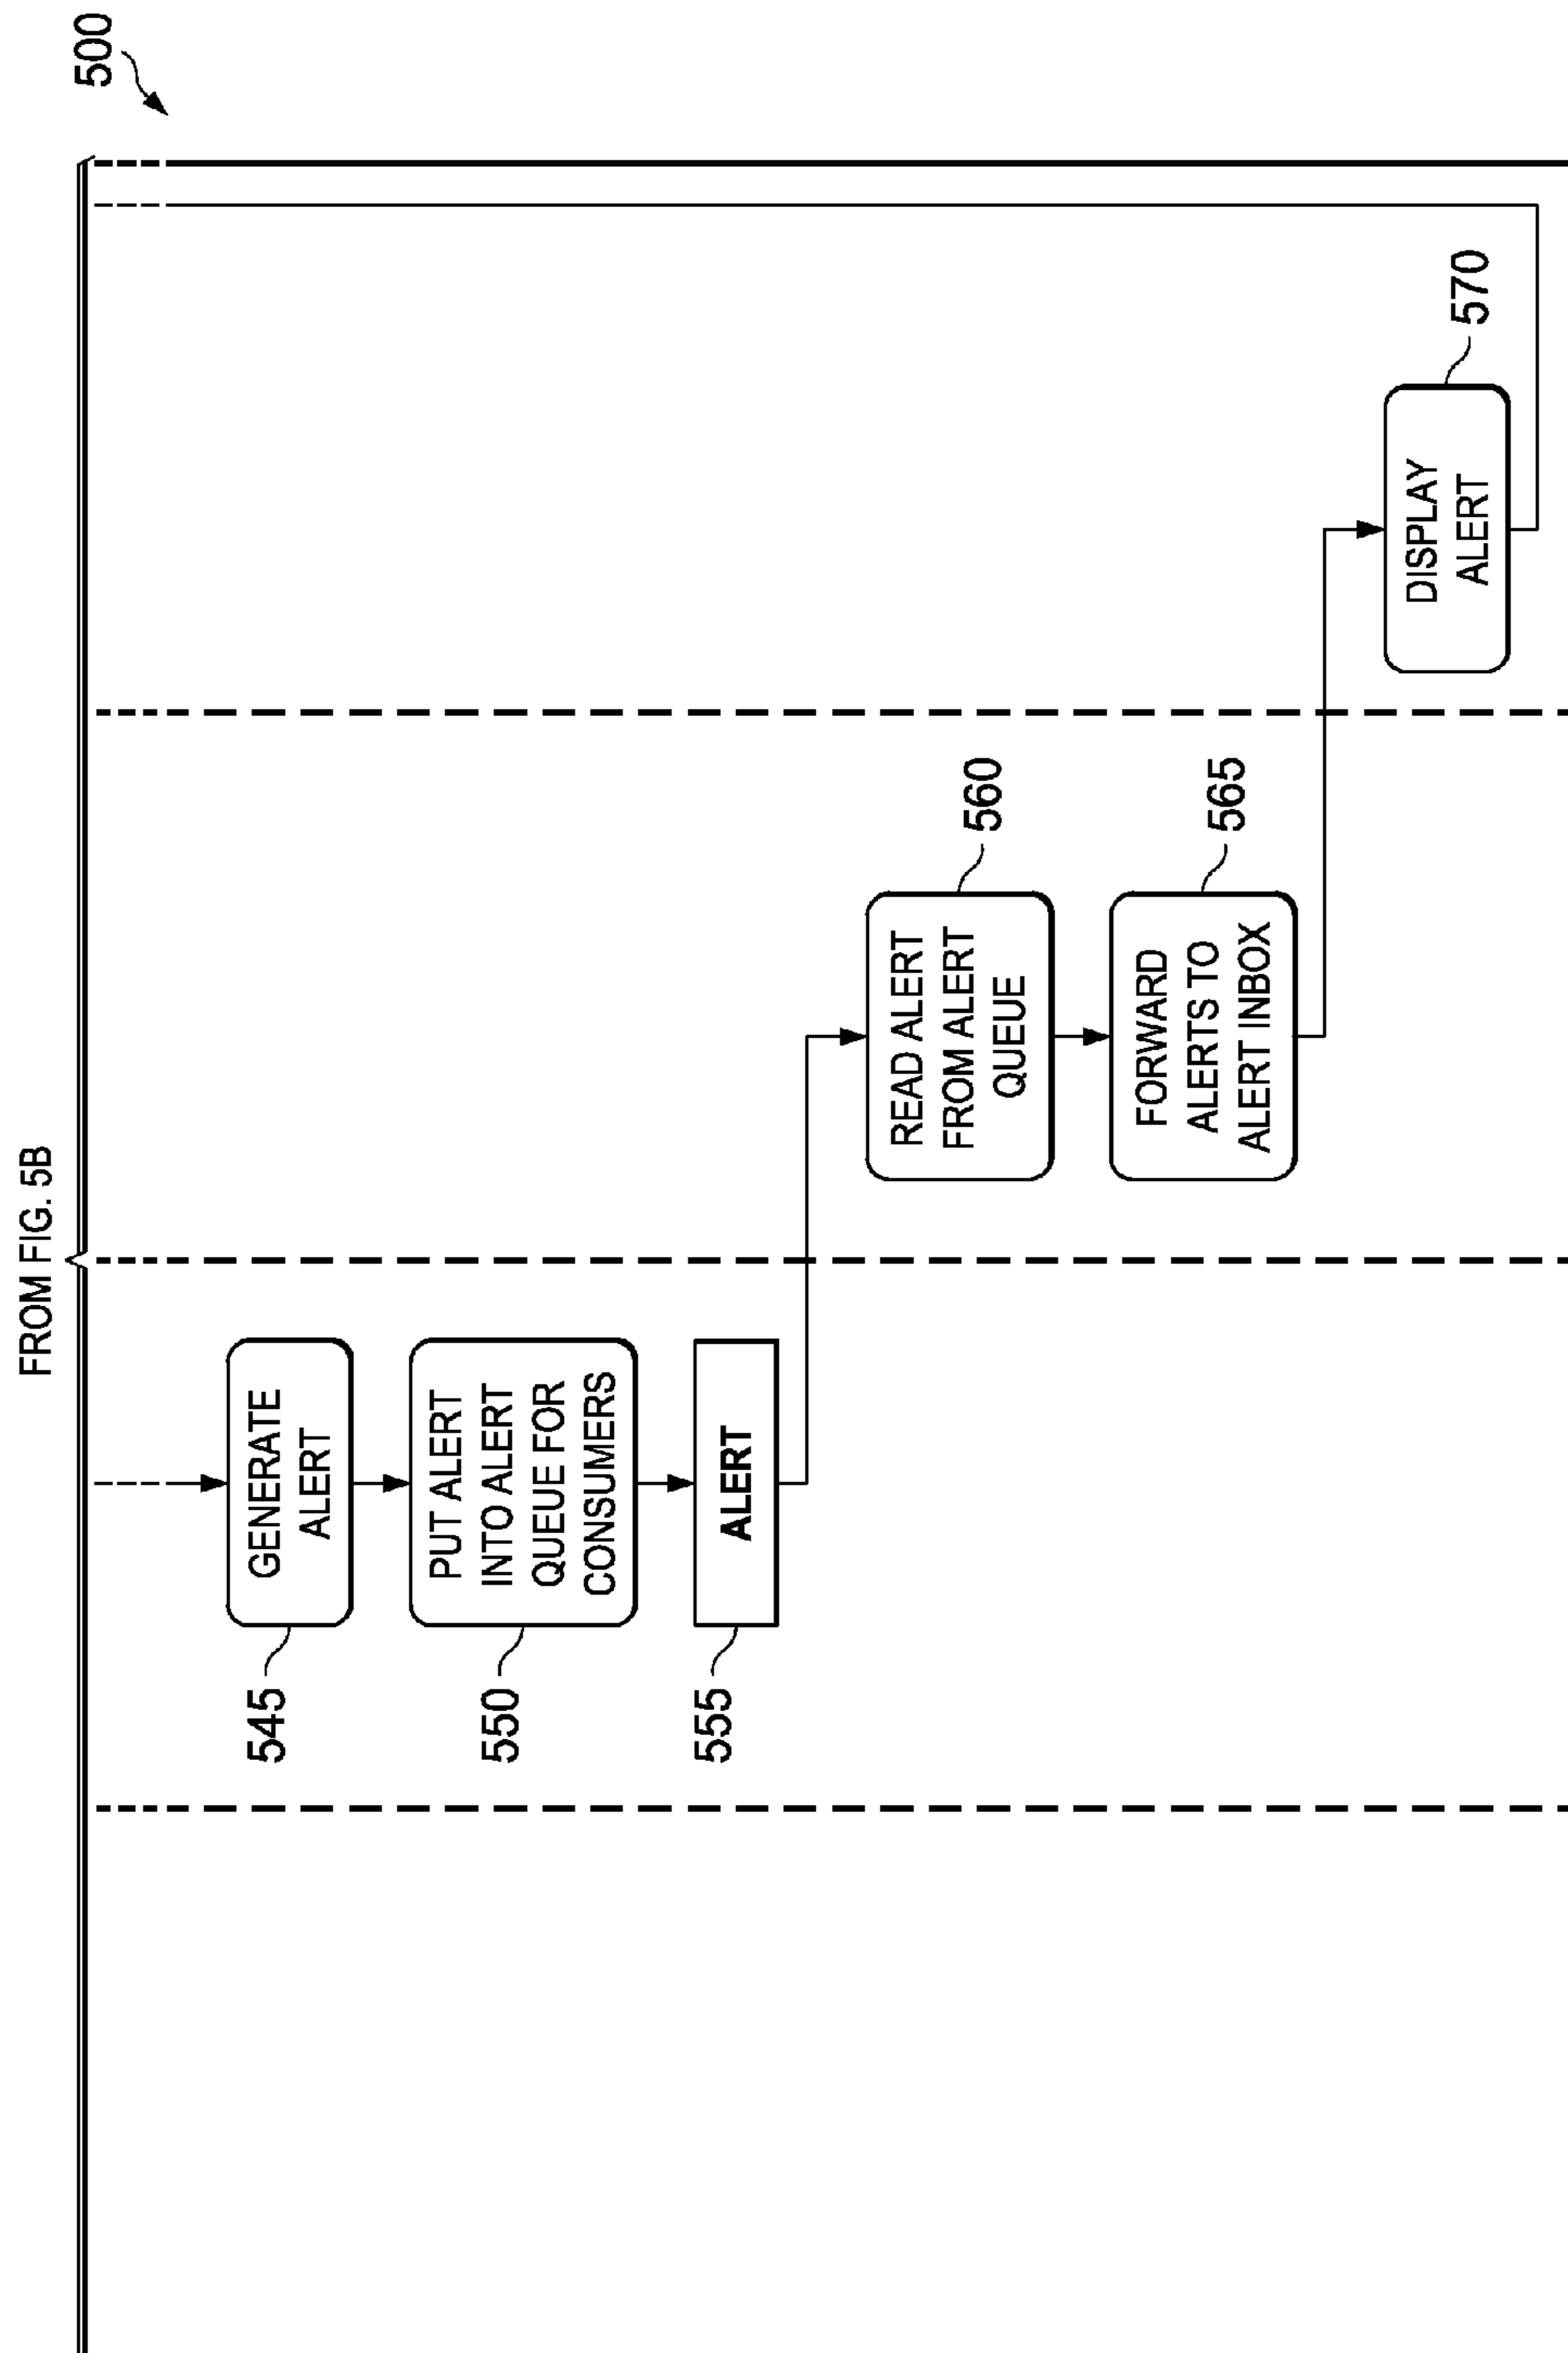 FROM FIG. 5B
500
545
GENERATE
ALERT
550
PUT ALERT
INTO ALERT
QUEUE FOR
CONSUMERS
555
ALERT
READ ALERT
FROM ALERT
QUEUE
560
FORWARD
ALERTS TO
ALERT INBOX
565
DISPLAY
ALERT
570